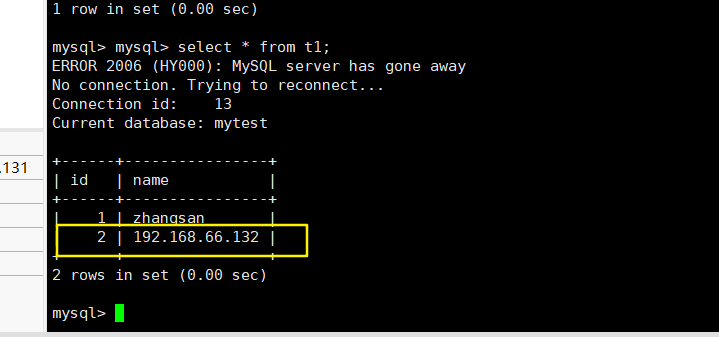 1 row in set (0.00 sec)
mysql> mysql> select * from t1;
ERROR 2006 (HY000): MySQL server has gone away
No connection. Trying to reconnect...
Connection id:    13
Current database: mytest
+------+----------------+
| id   | name           |
+------+----------------+
|    1 | zhangsan       |
|    2 | 192.168.66.132 |
+------+----------------+
2 rows in set (0.00 sec)
mysql>
.131